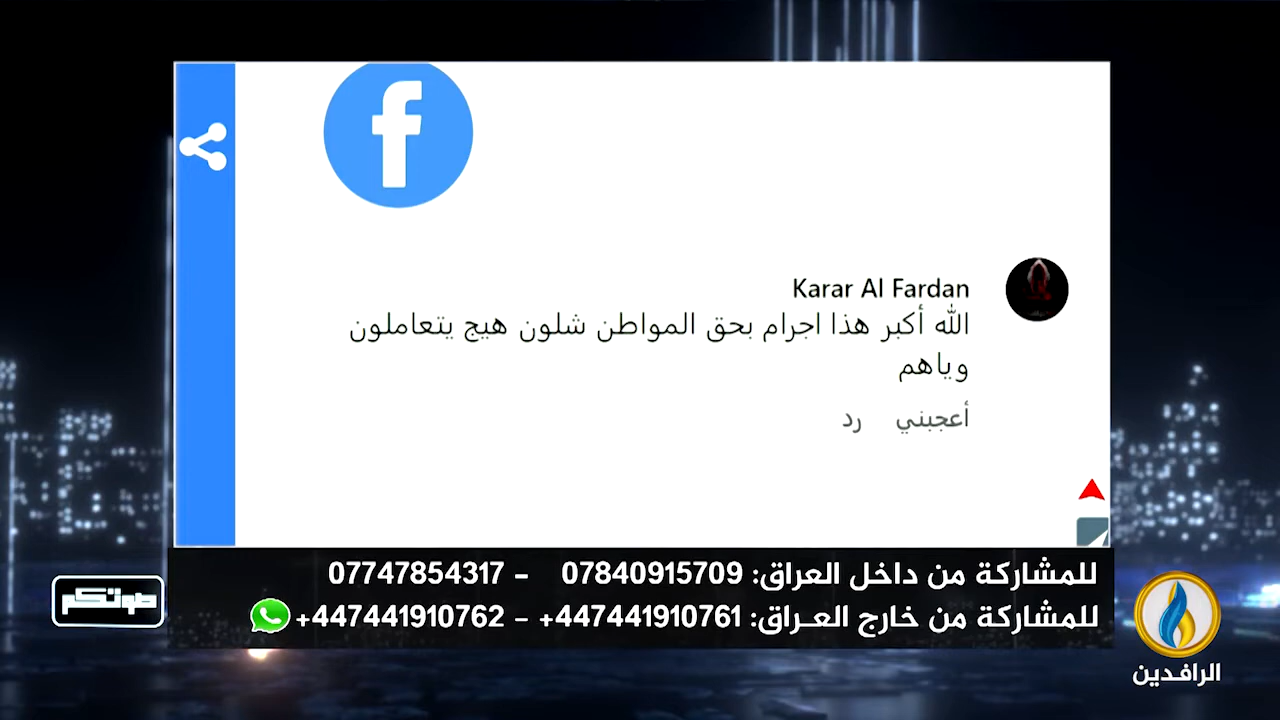 Karar Al Fardan
الله أكبر هذا اجرام بحق المواطن شلون هيج يتعاملون
وياهم
أعجبني رد
للمشاركة من داخل العراق: 07840915709 - 07747854317
للمشاركة من خارج العـراق: 447441910761+ - 447441910762+
صوتكم
الرافدين